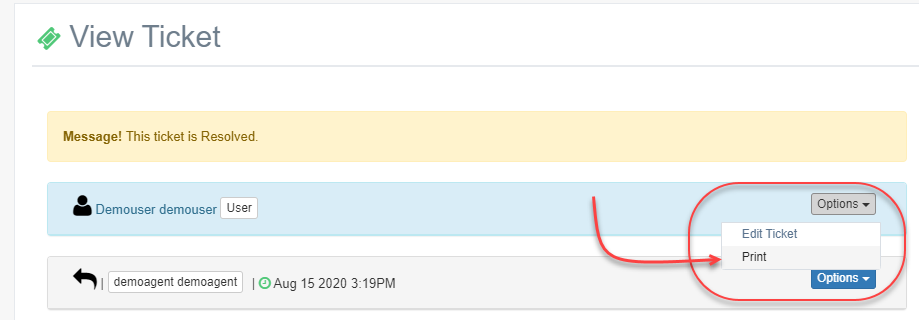 View Ticket
Message! This ticket is Resolved.
Demouser demouser User Options
Edit Ticket
Print
| demoagent demoagent | Aug 15 2020 3:19PM Options